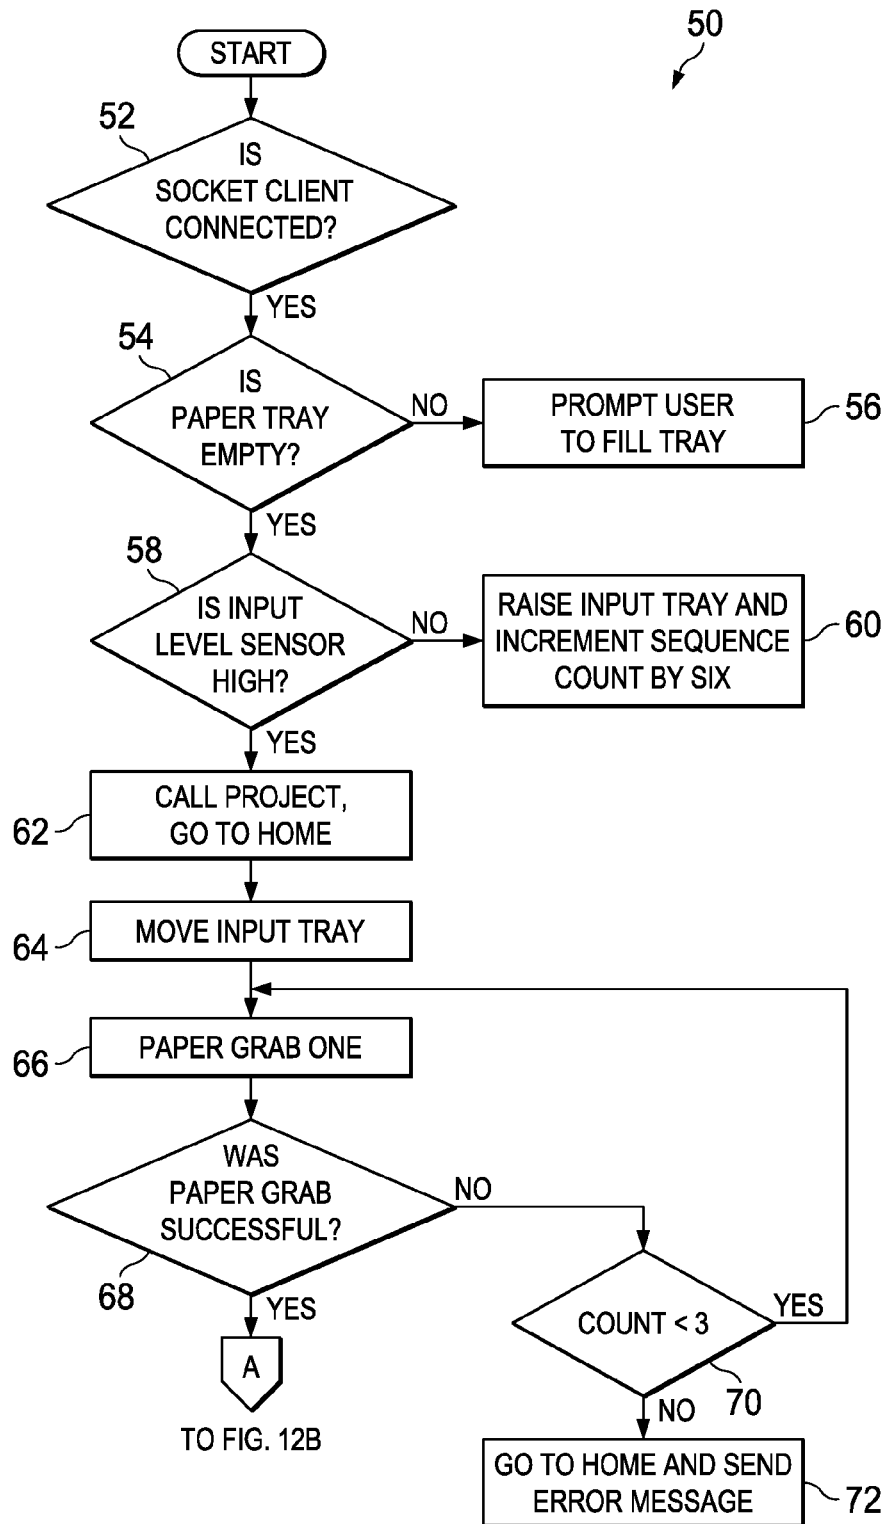 50
START
52
IS
SOCKET CLIENT
CONNECTED?
YES
54
IS
PAPER TRAY
EMPTY?
NO
PROMPT USER
TO FILL TRAY
56
YES
58
IS INPUT
LEVEL SENSOR
HIGH?
NO
RAISE INPUT TRAY AND
INCREMENT SEQUENCE
COUNT BY SIX
60
YES
CALL PROJECT,
GO TO HOME
62
MOVE INPUT TRAY
64
PAPER GRAB ONE
66
WAS
PAPER GRAB
SUCCESSFUL?
NO
68
YES
COUNT < 3
YES
70
A
TO FIG. 12B
NO
GO TO HOME AND SEND
ERROR MESSAGE
72